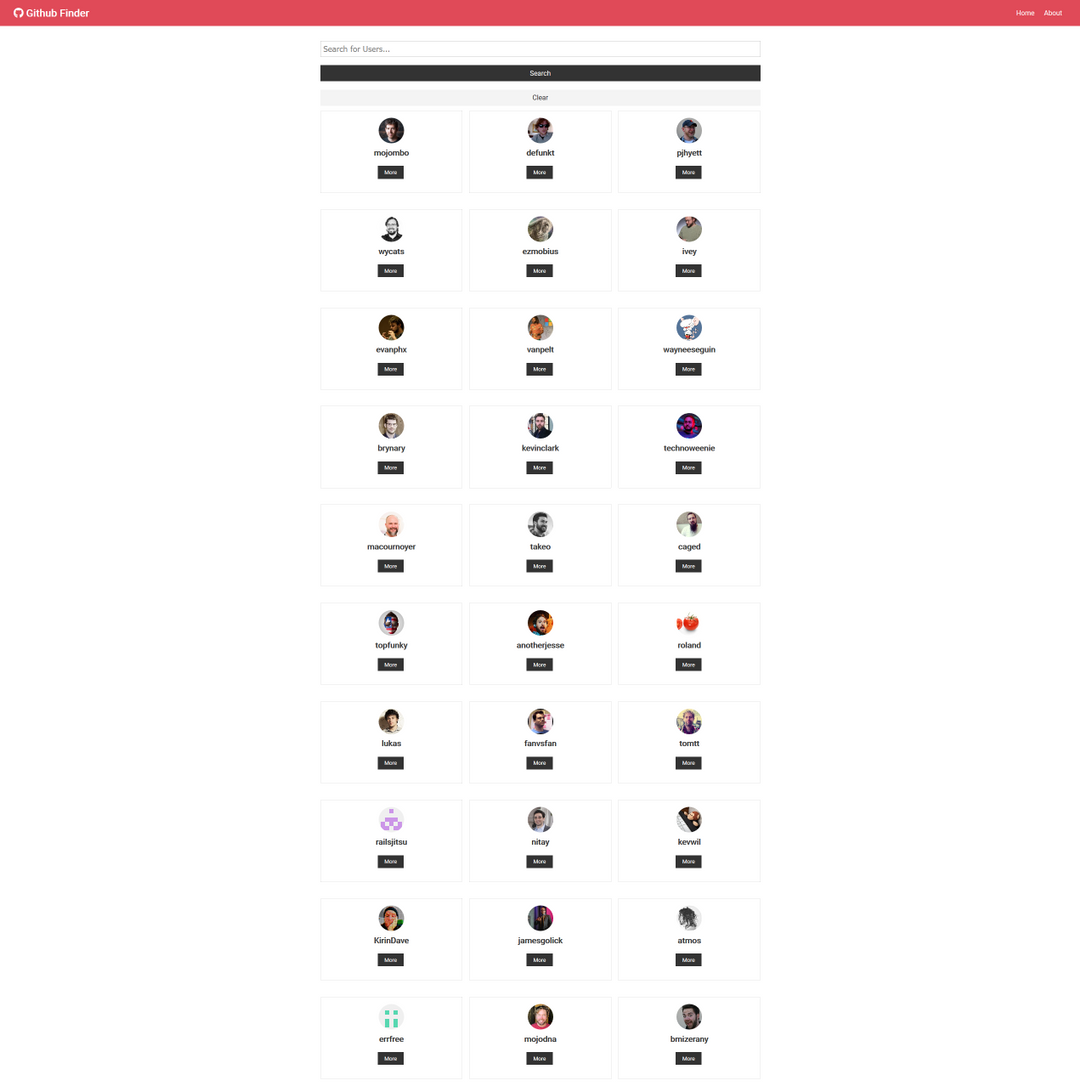 Github Finder Home About
Search for Users...
Search
Clear
mojombo defunkt pjhyett
More More More
wycats ezmobius ivey
More More More
evanphx vanpelt wayneeseguin
More More More
brynary kevinclark technoweenie
More More More
macournoyer takeo caged
More More More
topfunky anotherjesse roland
More More More
lukas fanvsfan tomtt
More More More
railsjitsu nitay kevwil
More More More
KirinDave jamesgolick atmos
More More More
errfree mojodna bmizerany
More More More